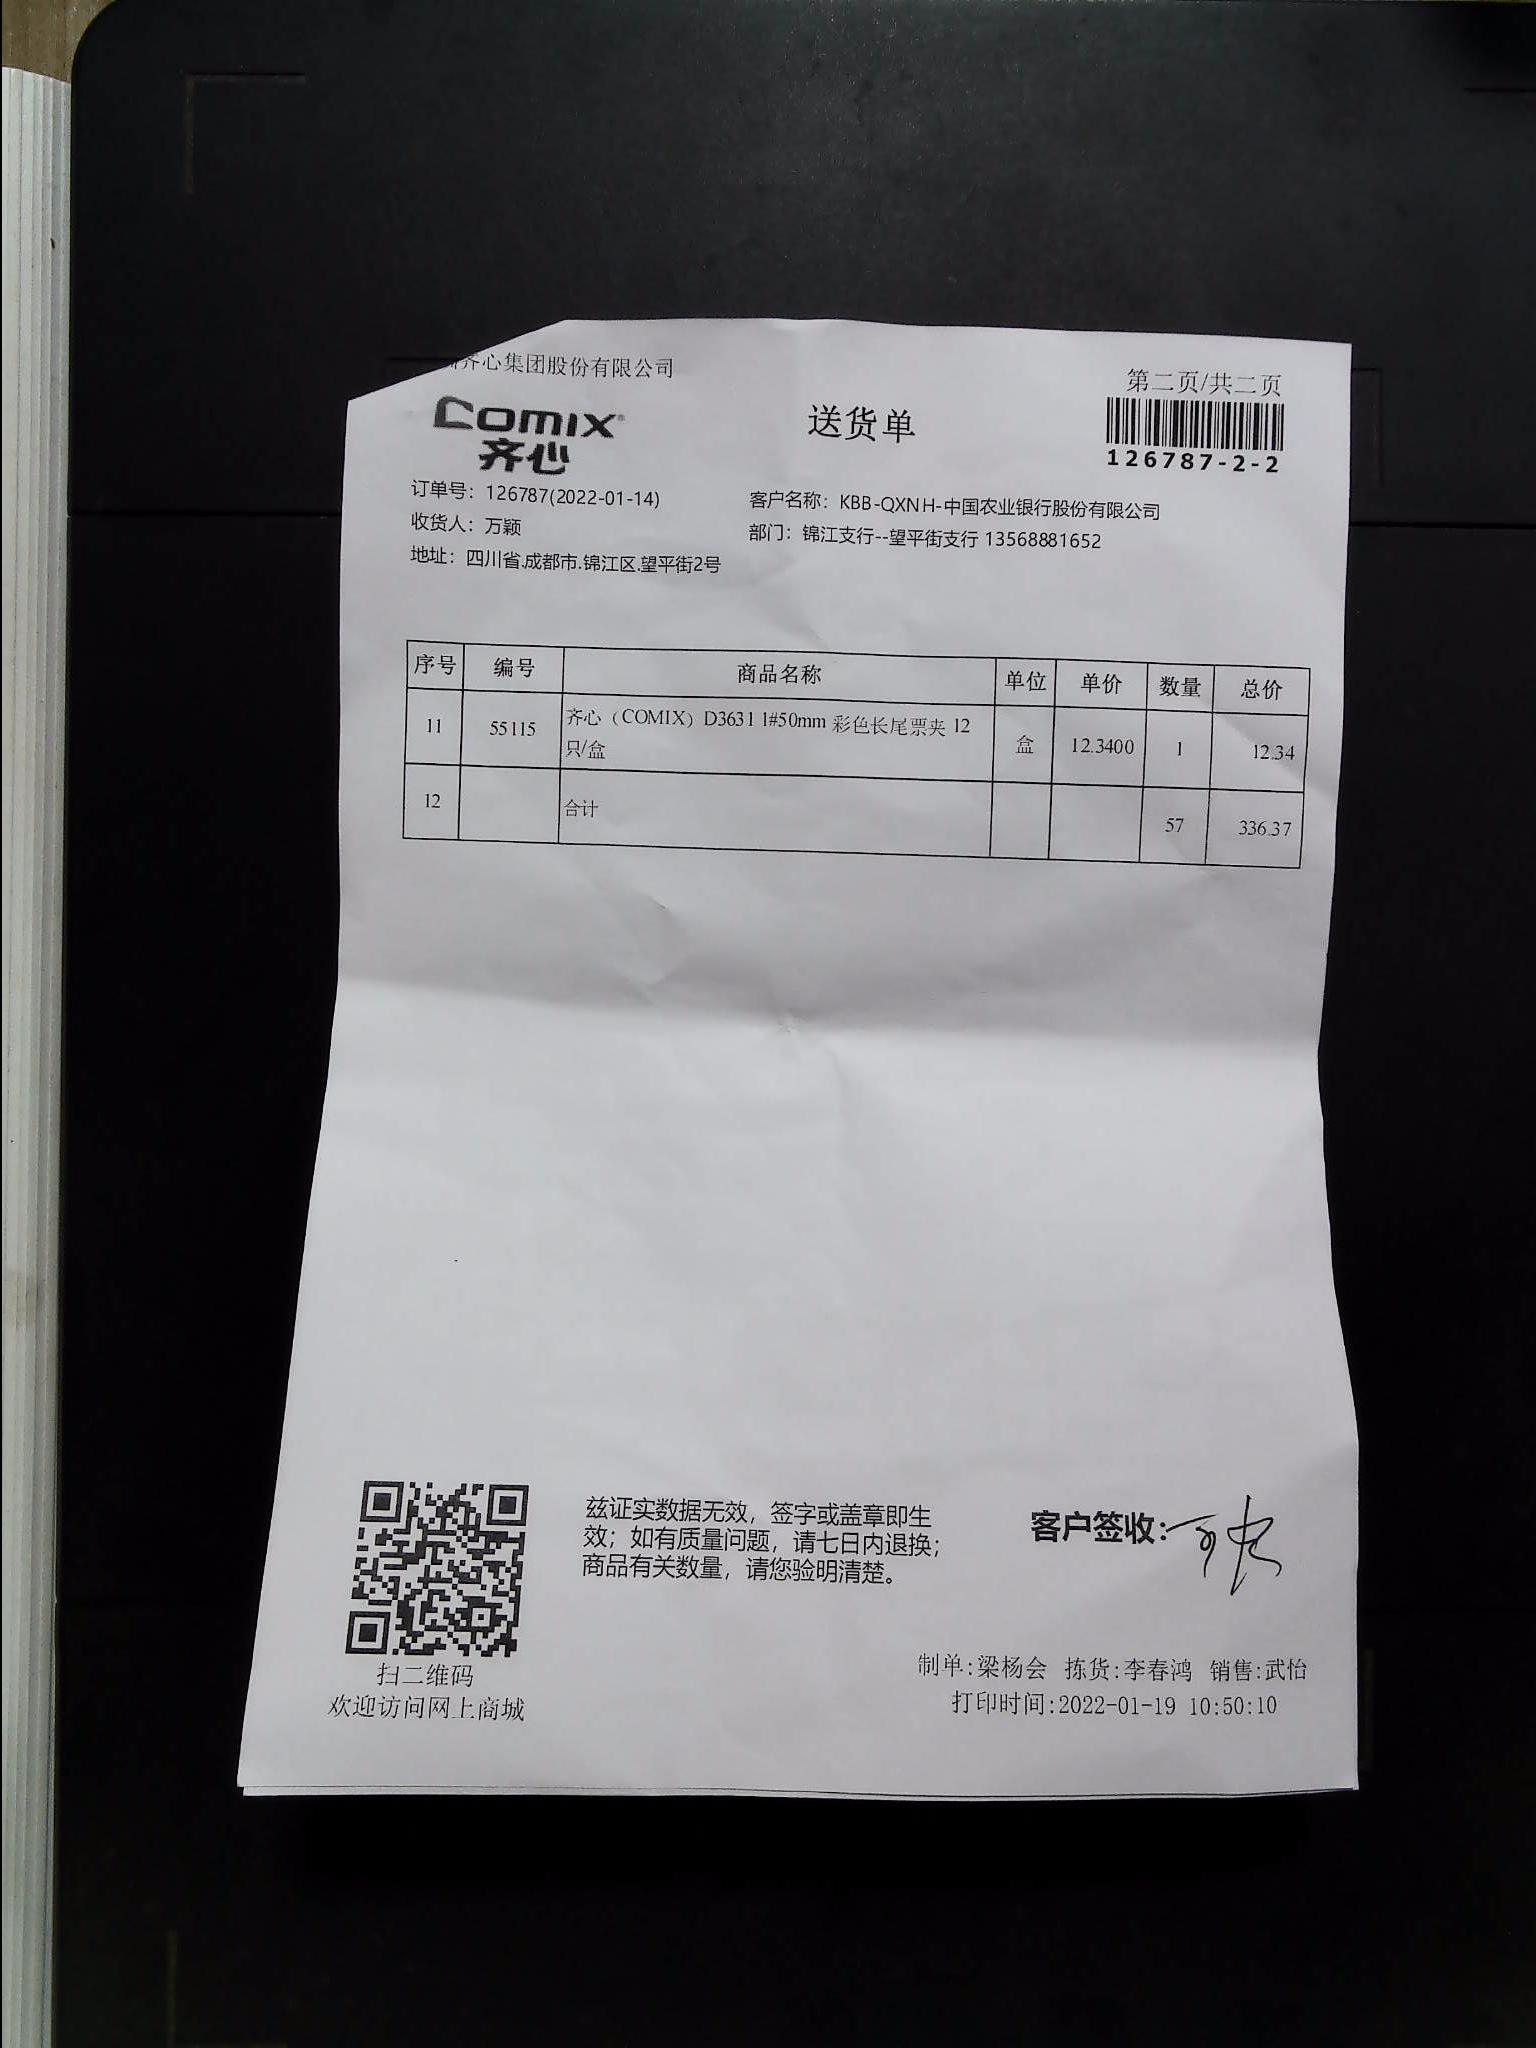 齐心集团股份有限公司
第二页/共二页
COMIX
齐心
送货单
126787-2-2
订单号：126787(2022-01-14)
客户名称：KBB-QXNH-中国农业银行股份有限公司
收货人：万颖
部门：锦江支行--望平街支行 13568881652
地址：四川省.成都市.锦江区.望平街2号
序号 编号 商品名称 单位 单价 数量 总价
11 55115 齐心（COMIX）D3631 1#50mm 彩色长尾票夹 12 盒 12.3400 1 12.34
只/盒
12 合计 57 336.37
兹证实数据无效，签字或盖章即生
效；如有质量问题，请七日内退换；
商品有关数量，请您验明清楚。
客户签收：
扫二维码
欢迎访问网上商城
制单:梁杨会 拣货:李春鸿 销售:武怡
打印时间:2022-01-19 10:50:10